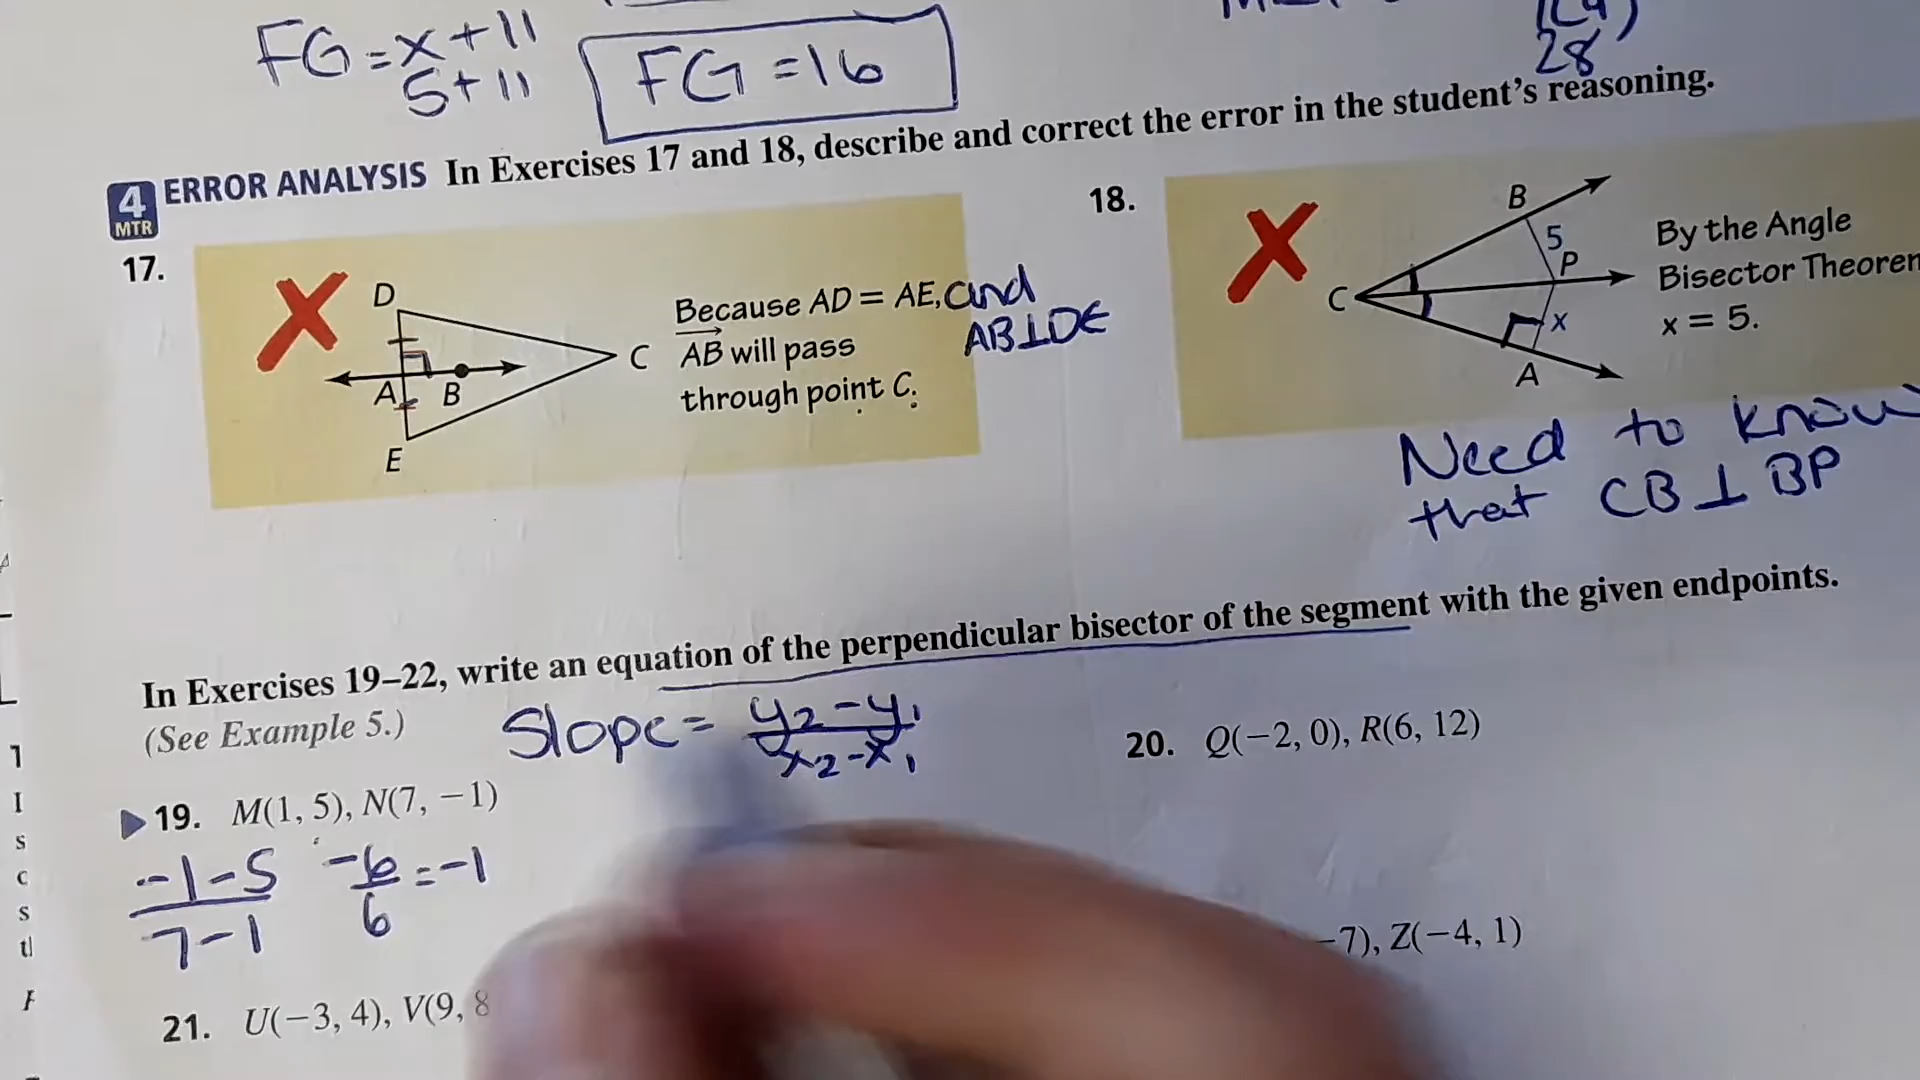 FG = x + 11
5 + 11
FG = 16
28
4
MTR
ERROR ANALYSIS In Exercises 17 and 18, describe and correct the error in the student's reasoning.
17.
D
A
B
C
E
Because AD = AE, and
AB⊥DE
AB will pass
through point C.
18.
B
5
P
C
x
A
By the Angle
Bisector Theorem
x = 5.
Need to know
that CB ⊥ BP
In Exercises 19–22, write an equation of the perpendicular bisector of the segment with the given endpoints.
(See Example 5.)
Slope = y2 - y1
x2 - x1
19. M(1, 5), N(7, −1)
-1-5
7-1
-6
6
= -1
20. Q(−2, 0), R(6, 12)
21. U(−3, 4), V(9, 8
−7), Z(−4, 1)